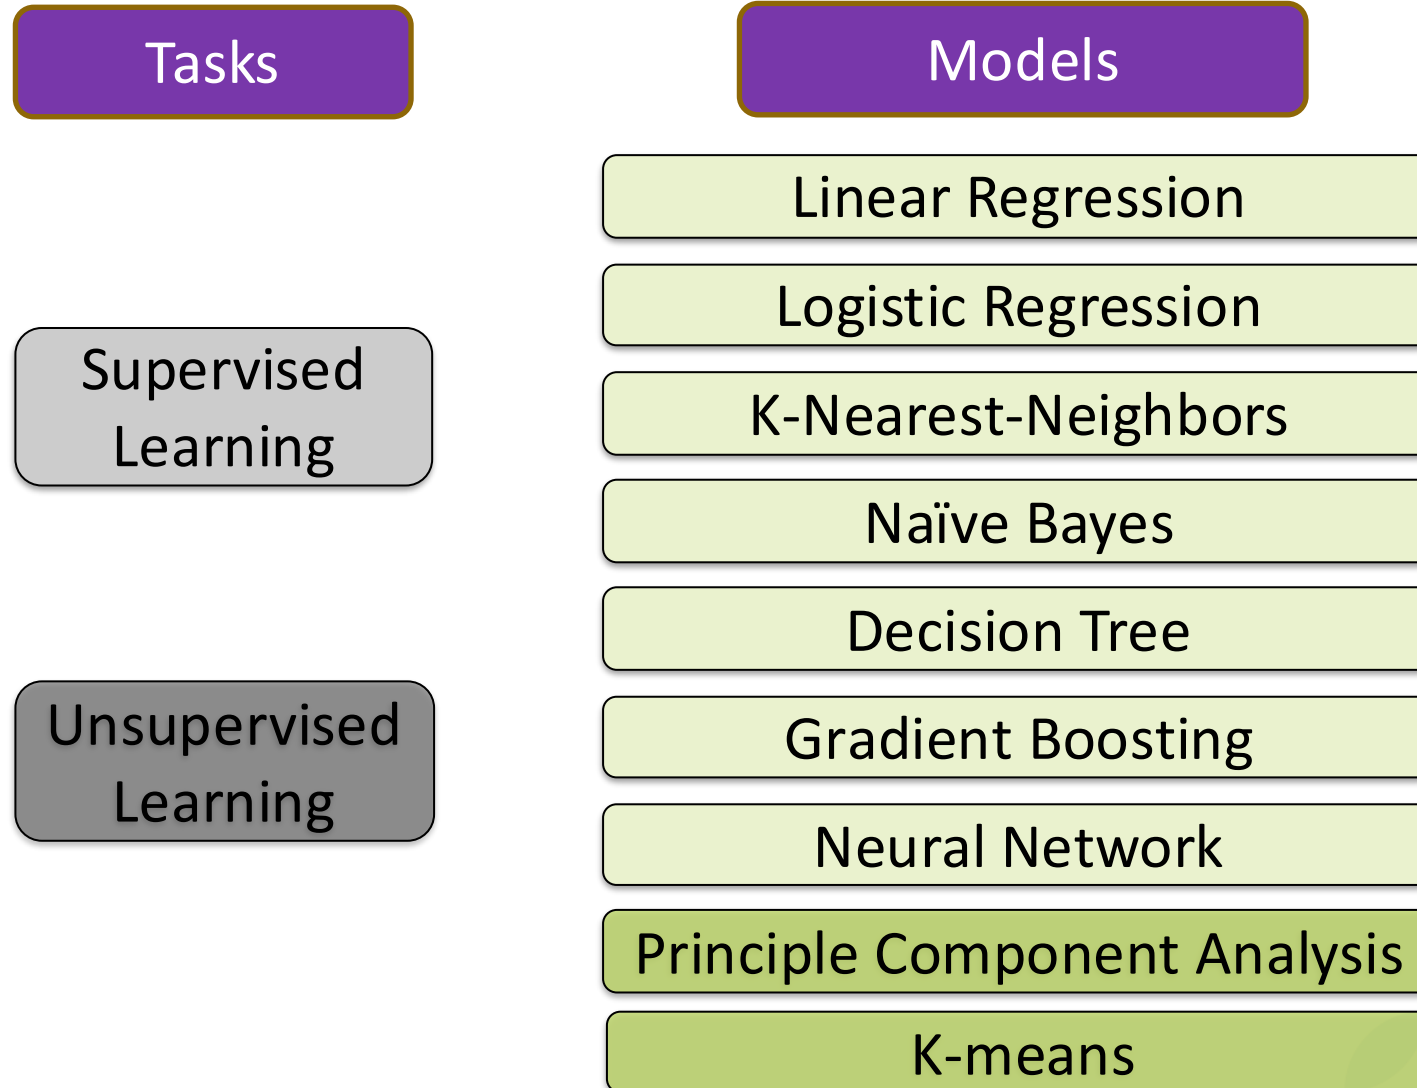 Tasks
Models
Supervised
Learning
Unsupervised
Learning
Linear Regression
Logistic Regression
K-Nearest-Neighbors
Naïve Bayes
Decision Tree
Gradient Boosting
Neural Network
Principle Component Analysis
K-means